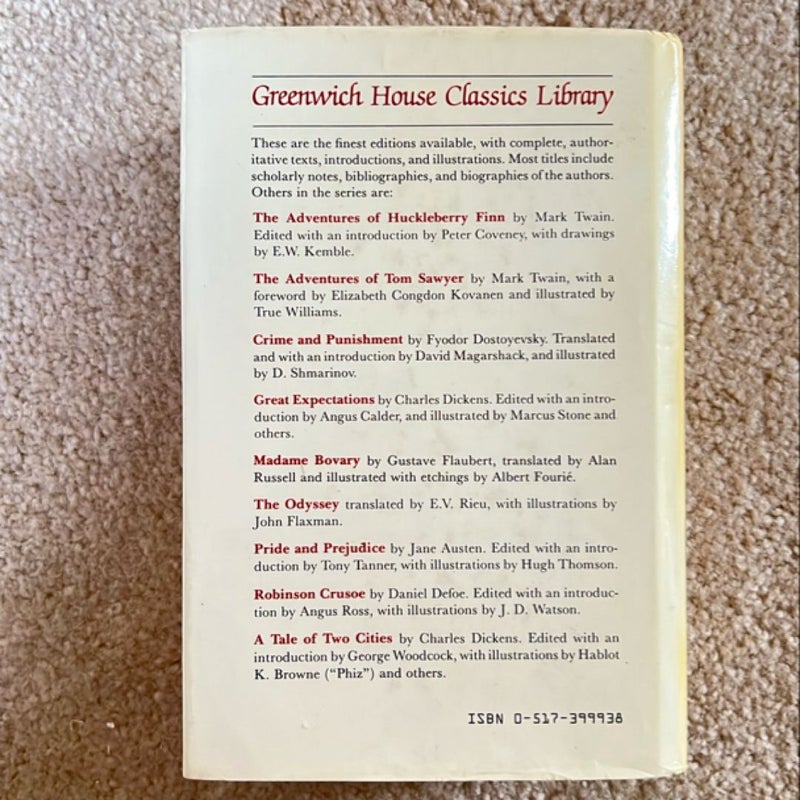 Greenwich House Classics Library
These are the finest editions available, with complete, author-
itative texts, introductions, and illustrations. Most titles include
scholarly notes, bibliographies, and biographies of the authors.
Others in the series are:
The Adventures of Huckleberry Finn by Mark Twain.
Edited with an introduction by Peter Coveney, with drawings
by E.W. Kemble.
The Adventures of Tom Sawyer by Mark Twain, with a
foreword by Elizabeth Congdon Kovanen and illustrated by
True Williams.
Crime and Punishment by Fyodor Dostoyevsky. Translated
and with an introduction by David Magarshack, and illustrated
by D. Shmarinov.
Great Expectations by Charles Dickens. Edited with an intro-
duction by Angus Calder, and illustrated by Marcus Stone and
others.
Madame Bovary by Gustave Flaubert, translated by Alan
Russell and illustrated with etchings by Albert Fourié.
The Odyssey translated by E.V. Rieu, with illustrations by
John Flaxman.
Pride and Prejudice by Jane Austen. Edited with an intro-
duction by Tony Tanner, with illustrations by Hugh Thomson.
Robinson Crusoe by Daniel Defoe. Edited with an introduc-
tion by Angus Ross, with illustrations by J. D. Watson.
A Tale of Two Cities by Charles Dickens. Edited with an
introduction by George Woodcock, with illustrations by Hablot
K. Browne (“Phiz”) and others.
ISBN 0-517-399938